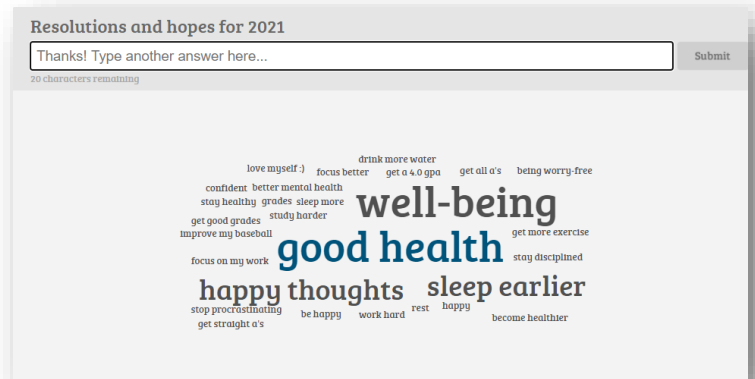 Resolutions and hopes for 2021
Thanks! Type another answer here...
Submit
20 characters remaining
drink more water
love myself :)
focus better
get a 4.0 gpa
get all a's
being worry-free
confident
better mental health
well-being
stay healthy
grades
sleep more
get good grades
study harder
improve my baseball
good health
get more exercise
focus on my work
stay disciplined
happy thoughts
sleep earlier
stop procrastinating
be happy
work hard
rest
happy
get straight a's
become healthier